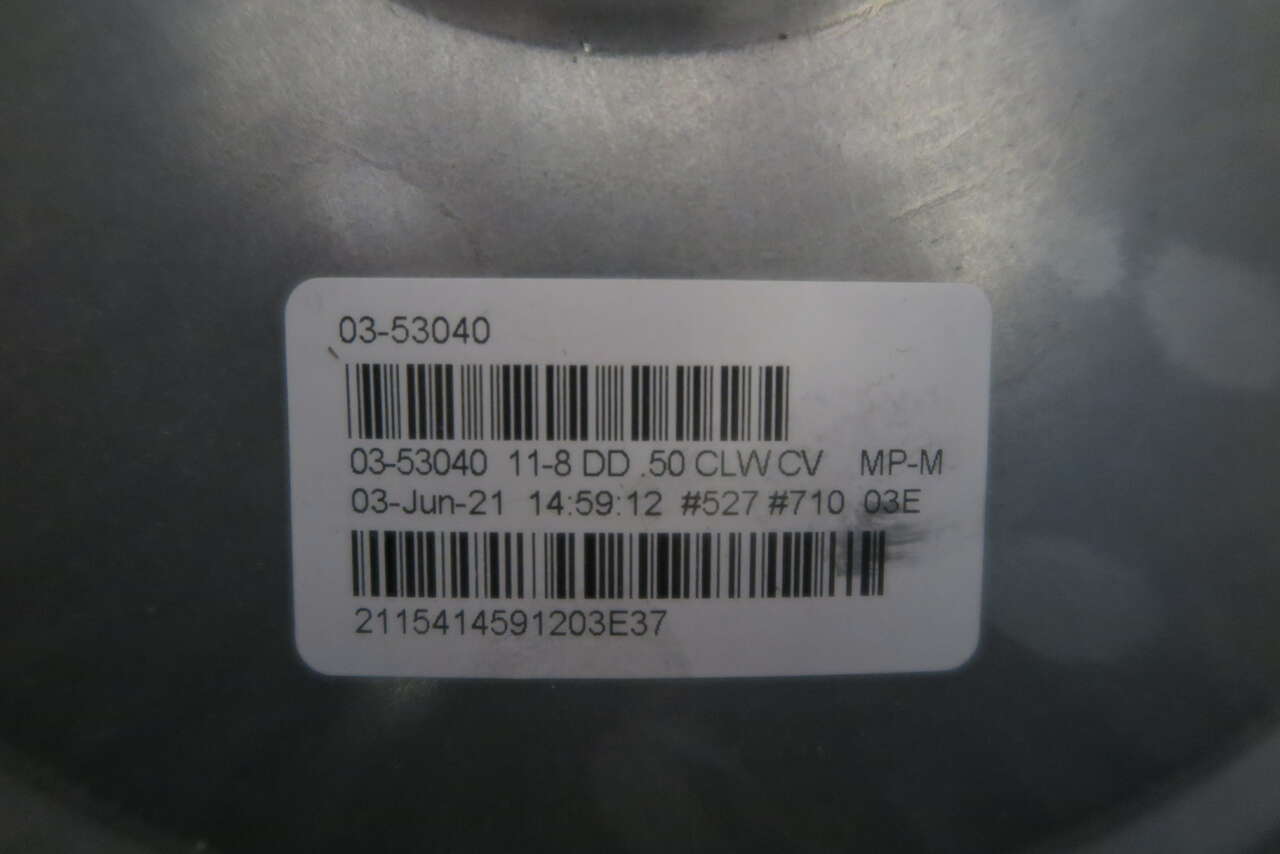 03-53040
03-53040 11-8 DD .50 CLW CV MP-M
03-Jun-21 14:59:12 #527 #710 03E
2115414591203E37